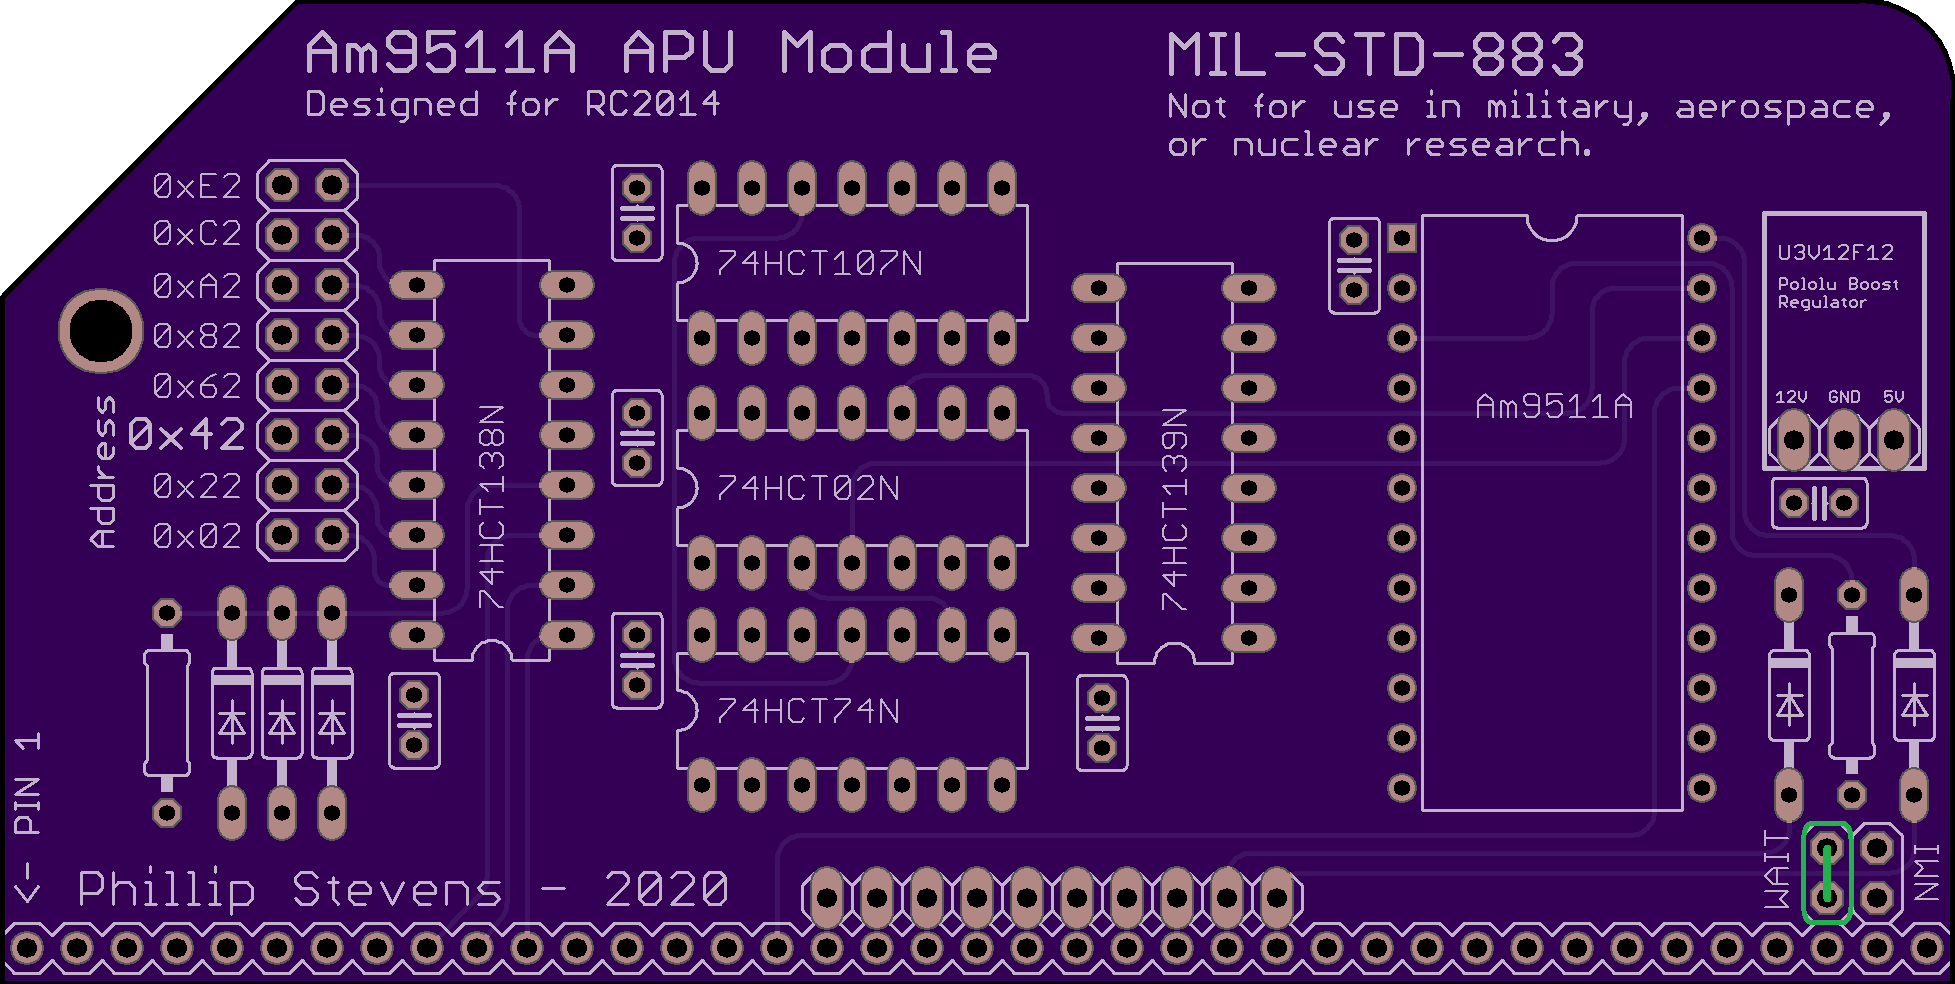 Am9511A APU Module
Designed for RC2014
MIL-STD-883
Not for use in military, aerospace,
or nuclear research.
0xE2
0xC2
0xA2
0x82
0x62
0x42
0x22
0x02
Address
74HCT138N
74HCT107N
74HCT02N
74HCT74N
74HCT139N
Am9511A
U3V12F12
Pololu Boost
Regulator
12V GND 5V
WAIT
NMI
<- PIN 1
Phillip Stevens - 2020